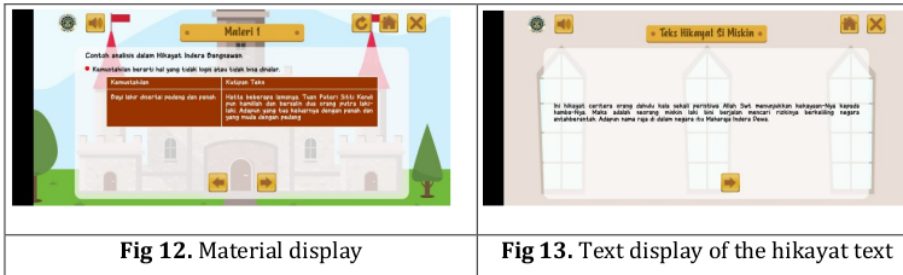 Materi 1
Contoh analisis dalam Hikayat Indera Bangsawan
Kemustahilan berarti hal yang tidak logis atau tidak bisa dinalar.
Kemustahilan
Kutipan Teks
Bayi lahir disertai pedang dan panah
Hatita beberapa lamanya, Tuan Puteri Sitti Kendi
pun hamillah dan bersalin dua orang putra laki-
laki. Adapun yang tua keluarnya dengan panah dan
yang muda dengan pedang
Fig 12. Material display
Teks Hikayat Si Miskin
Ini hikayat ceritera orang dahulu kala sekali peristiwa Allah Swt menunjukkan kekayaan-Nya kepada
hamba-Nya. Maka adalah seorang miskin laki bini berjalan mencari rizkinya berkeliling negara
antahberantah. Adapun nama raja di dalam negara itu Maharaja Indera Dewa.
Fig 13. Text display of the hikayat text